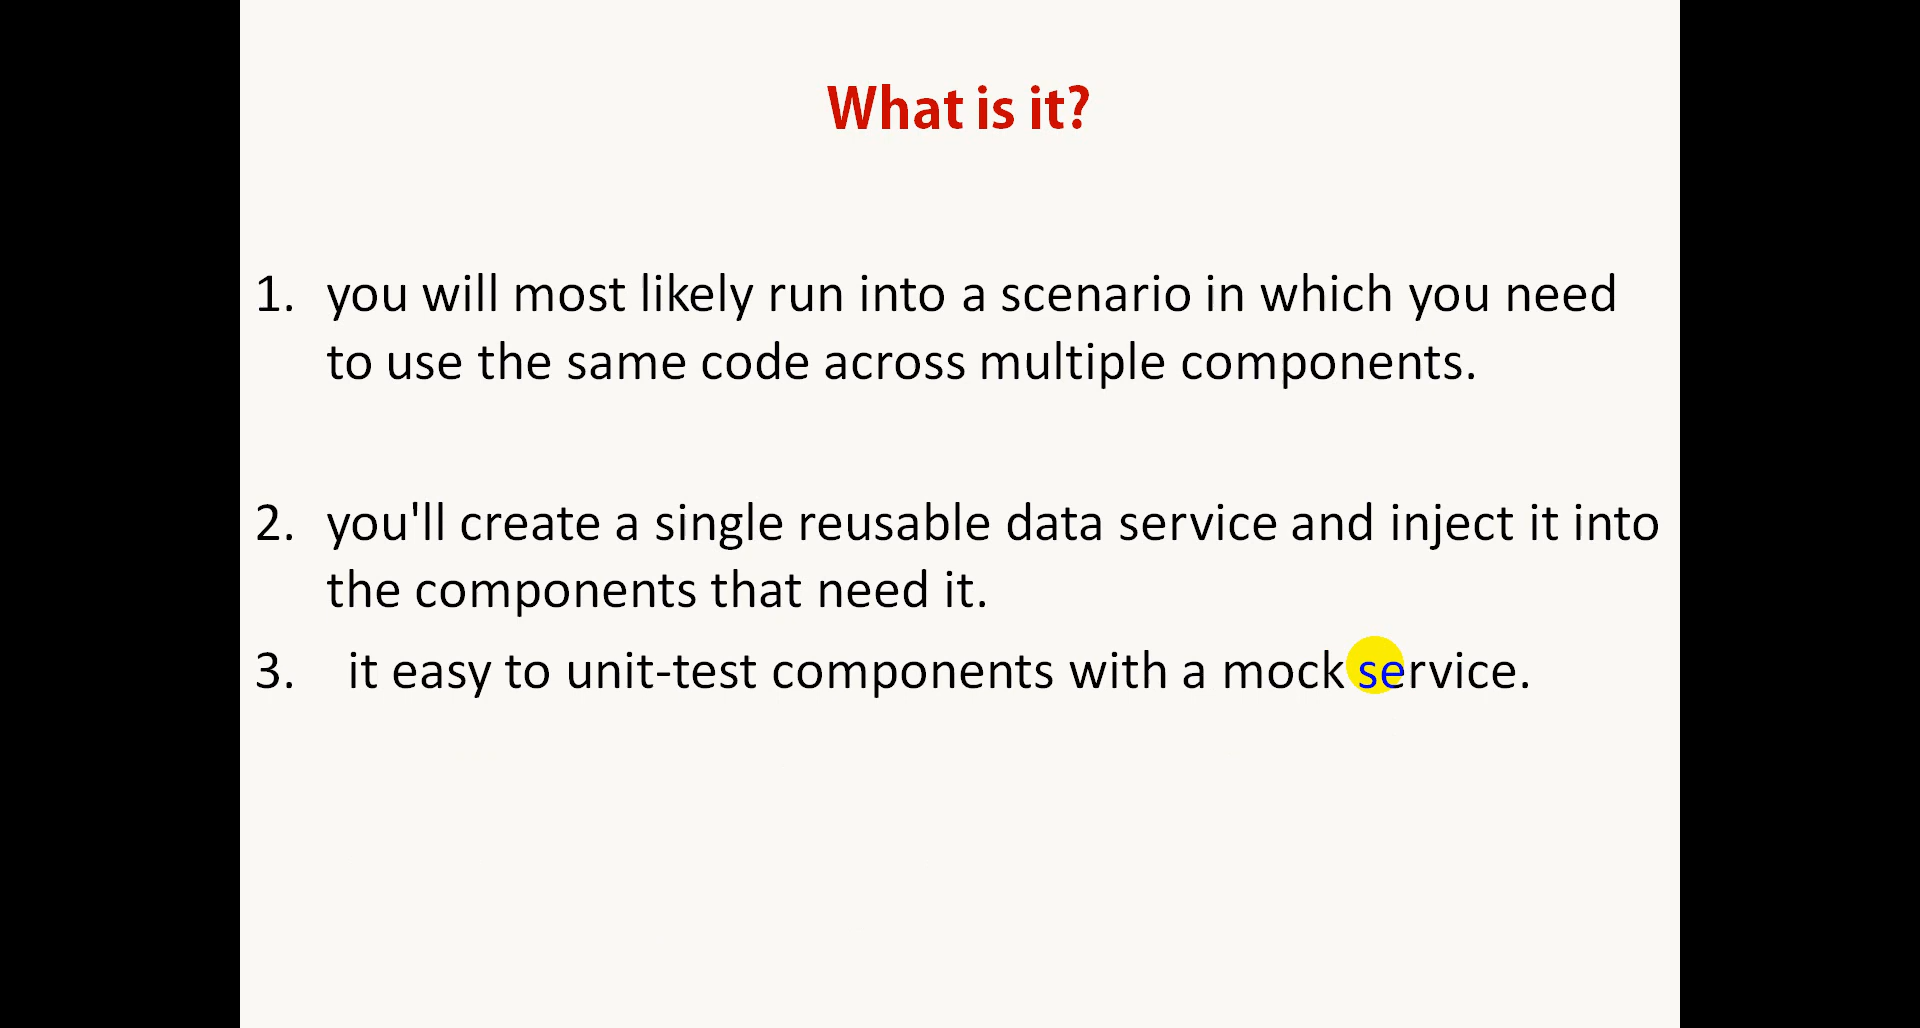 What is it?
1. you will most likely run into a scenario in which you need
to use the same code across multiple components.
2. you'll create a single reusable data service and inject it into
the components that need it.
3. it easy to unit-test components with a mock service.